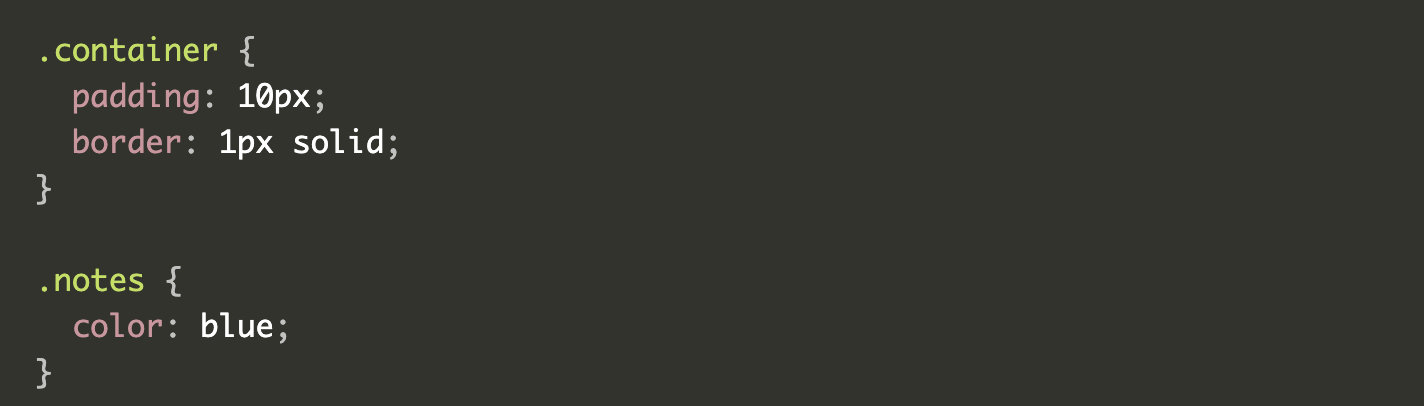 .container {
  padding: 10px;
  border: 1px solid;
}

.notes {
  color: blue;
}